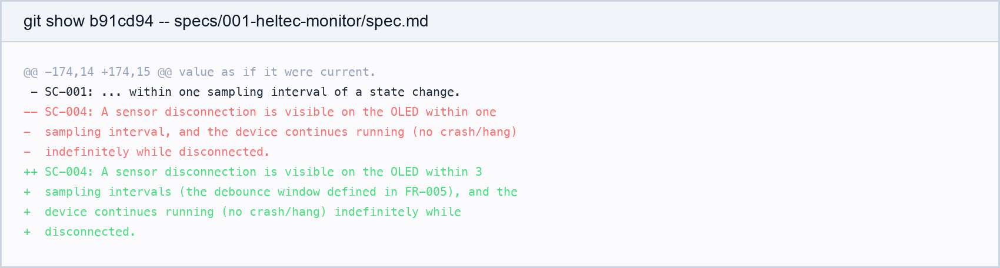 git show b91cd94 -- specs/001-heltec-monitor/spec.md
@@ -174,14 +174,15 @@ value as if it were current.
 - SC-001: ... within one sampling interval of a state change.
-- SC-004: A sensor disconnection is visible on the OLED within one
-  sampling interval, and the device continues running (no crash/hang)
-  indefinitely while disconnected.
++ SC-004: A sensor disconnection is visible on the OLED within 3
+  sampling intervals (the debounce window defined in FR-005), and the
+  device continues running (no crash/hang) indefinitely while
+  disconnected.